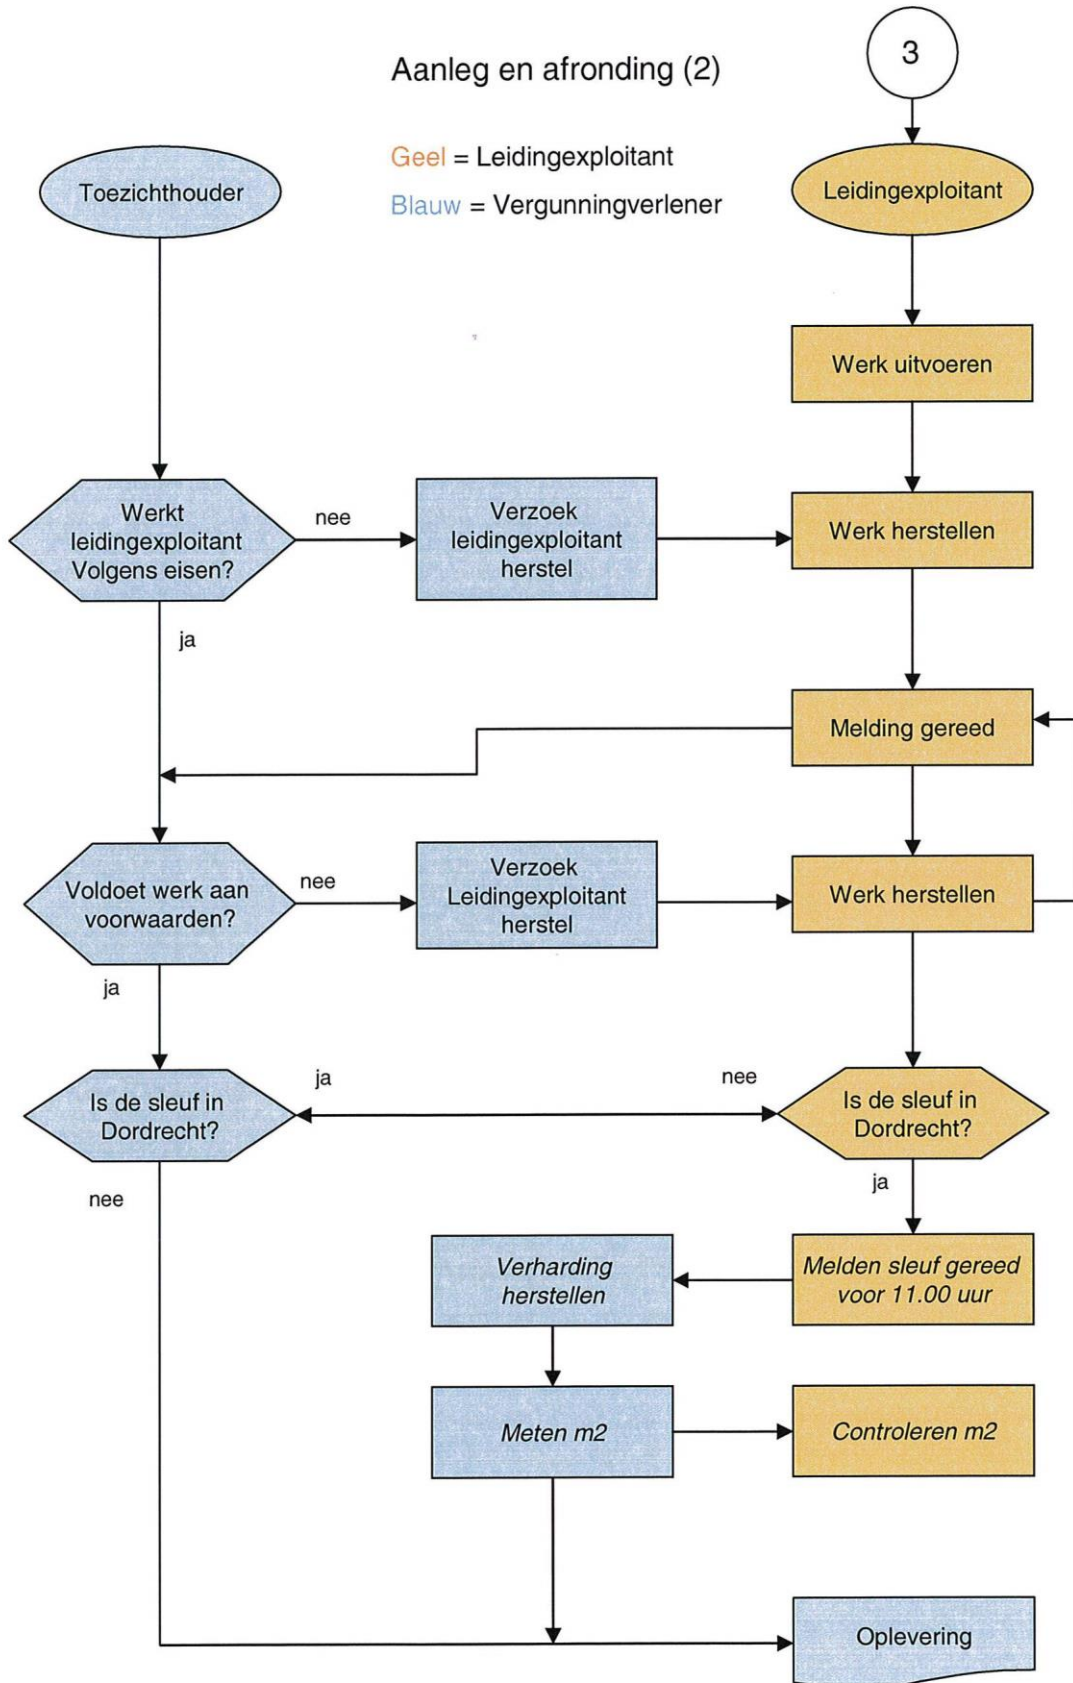 3
Aanleg en afronding (2)
Geel = Leidingexploitant
Blauw = Vergunningverlener
Toezichthouder
Leidingexploitant
Werk uitvoeren
Werkt
leidingexploitant
Volgens eisen?
nee
Verzoek
leidingexploitant
herstel
Werk herstellen
ja
Melding gereed
Voldoet werk aan
voorwaarden?
nee
Verzoek
Leidingexploitant
herstel
Werk herstellen
ja
Is de sleuf in
Dordrecht?
ja
nee
Is de sleuf in
Dordrecht?
nee
ja
Verharding
herstellen
Melden sleuf gereed
voor 11.00 uur
Meten m2
Controleren m2
Oplevering